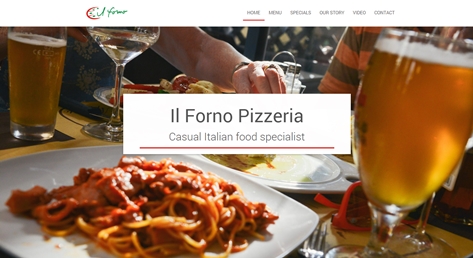 il forno
HOME MENU SPECIALS OUR STORY VIDEO CONTACT
Il Forno Pizzeria
Casual Italian food specialist